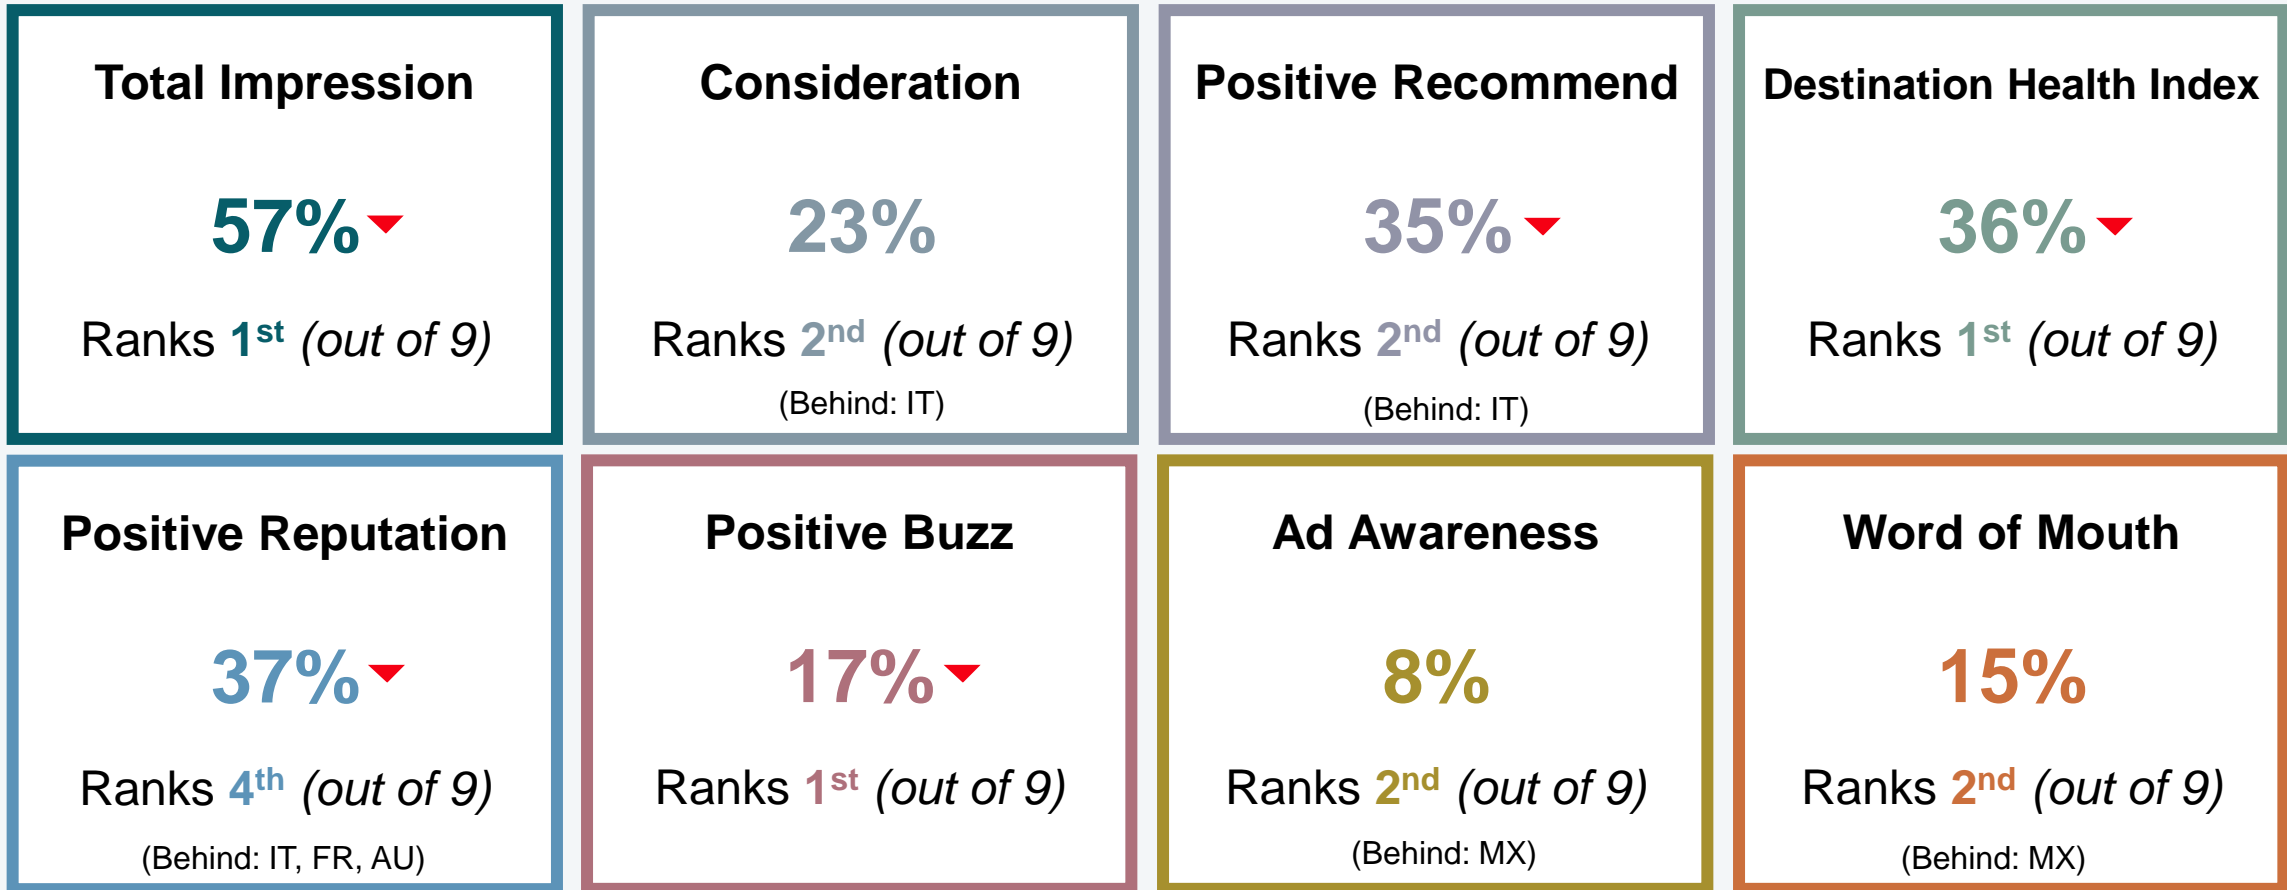 Total Impression
57%
Ranks 1st (out of 9)
Consideration
23%
Ranks 2nd (out of 9)
(Behind: IT)
Positive Recommend
35%
Ranks 2nd (out of 9)
(Behind: IT)
Destination Health Index
36%
Ranks 1st (out of 9)
Positive Reputation
37%
Ranks 4th (out of 9)
(Behind: IT, FR, AU)
Positive Buzz
17%
Ranks 1st (out of 9)
Ad Awareness
8%
Ranks 2nd (out of 9)
(Behind: MX)
Word of Mouth
15%
Ranks 2nd (out of 9)
(Behind: MX)